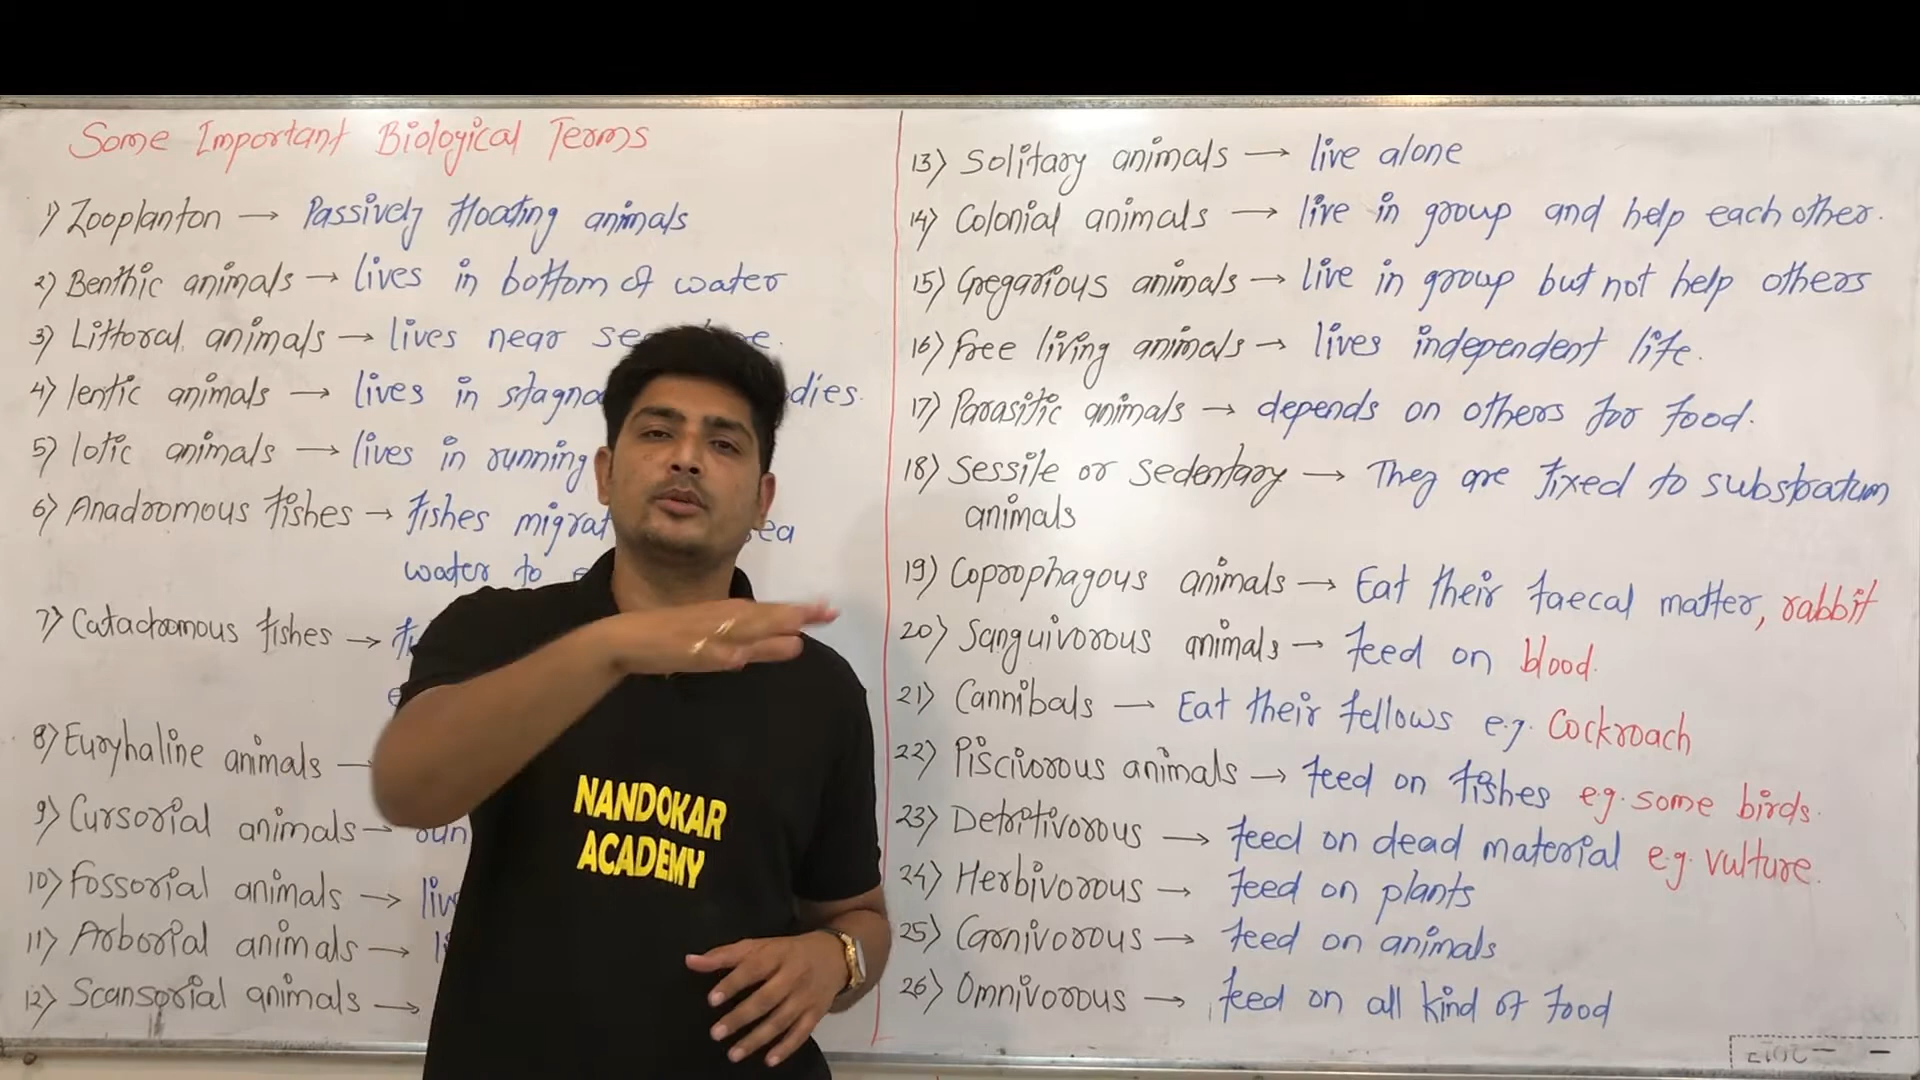 Some Important Biological Terms
1) Zooplanton → Passively floating animals
2) Benthic animals → lives in bottom of water
3) Littoral animals → lives near
4) lentic animals → lives in
5) lotic animals → lives in running
6) Anadromous fishes →  fishes
water to
7) Catadromous fishes →
8) Euryhaline animals →
9) Cursorial animals → run
10) Fossorial animals →
11) Arborial animals →
12) Scansorial animals →
13) Solitary animals → live alone
14) Colonial animals → live in group and help each other.
15) Gregarious animals → live in group but not help others
16) Free living animals → lives independent life.
17) Parasitic animals → depends on others for food.
18) Sessile or sedentary → They are fixed to substratum
animals
19) Coprophagous animals → Eat their faecal matter, rabbit
20) Sanguivorous animals → feed on blood.
21) Cannibals → Eat their fellows e.g. Cockroach
22) Piscivorous animals → feed on fishes e.g. some birds.
23) Detritivorous → feed on dead material e.g. vulture.
24) Herbivorous → feed on plants
25) Carnivorous → feed on animals
26) Omnivorous → feed on all kind of food
NANDOKAR
ACADEMY